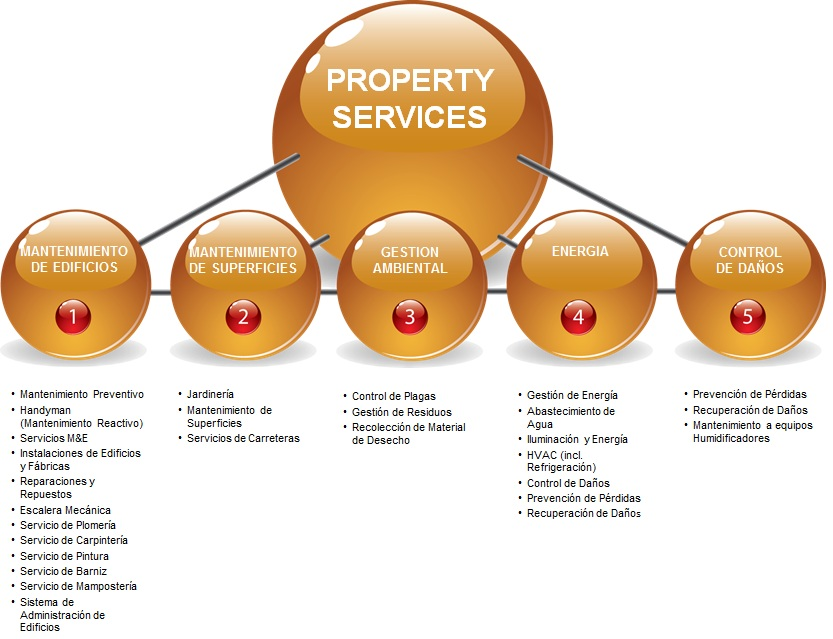 PROPERTY
SERVICES
MANTENIMIENTO
DE EDIFICIOS
1
• Mantenimiento Preventivo
• Handyman
(Mantenimiento Reactivo)
• Servicios M&E
• Instalaciones de Edificios
y Fábricas
• Reparaciones y
Repuestos
• Escalera Mecánica
• Servicio de Plomería
• Servicio de Carpintería
• Servicio de Pintura
• Servicio de Barniz
• Servicio de Mampostería
• Sistema de
Administración de
Edificios
MANTENIMIENTO
DE SUPERFICIES
2
• Jardinería
• Mantenimiento de
Superficies
• Servicios de Carreteras
GESTION
AMBIENTAL
3
• Control de Plagas
• Gestión de Residuos
• Recolección de Material
de Desecho
ENERGIA
4
• Gestión de Energía
• Abastecimiento de
Agua
• Iluminación y Energía
• HVAC (incl.
Refrigeración)
• Control de Daños
• Prevención de Pérdidas
• Recuperación de Daños
CONTROL
DE DAÑOS
5
• Prevención de Pérdidas
• Recuperación de Daños
• Mantenimiento a equipos
Humidificadores